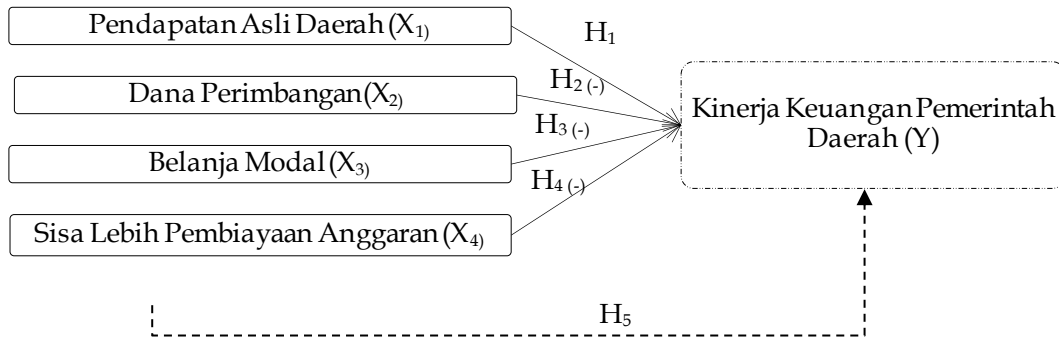 Pendapatan Asli Daerah (X₁)
H₁
Dana Perimbangan (X₂)
H₂ (-)
Kinerja Keuangan Pemerintah
Daerah (Y)
H₃ (-)
Belanja Modal (X₃)
H₄ (-)
Sisa Lebih Pembiayaan Anggaran (X₄)
H₅